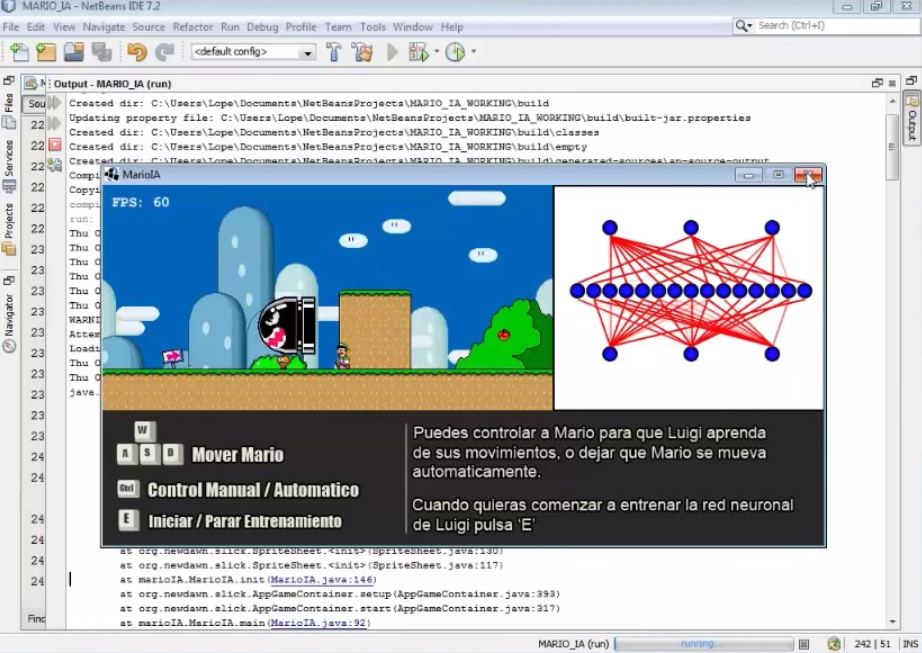 MARIO_IA - NetBeans IDE 7.2
File Edit View Navigate Source Refactor Run Debug Profile Team Tools Window Help
Search (Ctrl+I)
<default config>
Output - MARIO_IA (run)
Created dir: C:\Users\Lope\Documents\NetBeansProjects\MARIO_IA_WORKING\build
Updating property file: C:\Users\Lope\Documents\NetBeansProjects\MARIO_IA_WORKING\build\built-jar.properties
Created dir: C:\Users\Lope\Documents\NetBeansProjects\MARIO_IA_WORKING\build\classes
Created dir: C:\Users\Lope\Documents\NetBeansProjects\MARIO_IA_WORKING\build\empty
Created dir: C:\Users\Lope\Documents\NetBeansProjects\MARIO_IA_WORKING\build\generated-sources\ap-source-output
Compi
Copyi
compi
run:
Thu O
Thu O
Thu O
Thu O
Thu O
Thu O
WARNI
Attem
Loadi
Thu O
Thu O
java.
MarioIA
FPS: 60
W
A S D Mover Mario
Ctrl Control Manual / Automatico
E Iniciar / Parar Entrenamiento
Puedes controlar a Mario para que Luigi aprenda
de sus movimientos, o dejar que Mario se mueva
automaticamente.
Cuando quieras comenzar a entrenar la red neuronal
de Luigi pulsa 'E'
at org.newdawn.slick.SpriteSheet.<init>(SpriteSheet.java:130)
at org.newdawn.slick.SpriteSheet.<init>(SpriteSheet.java:117)
at marioIA.MarioIA.init(MarioIA.java:146)
at org.newdawn.slick.AppGameContainer.setup(AppGameContainer.java:393)
at org.newdawn.slick.AppGameContainer.start(AppGameContainer.java:317)
at marioIA.MarioIA.main(MarioIA.java:92)
Files
Services
Projects
Navigator
Output
Sou
22
22
22
22
22
22
23
23
23
23
23
23
23
23
23
24
24
24
24
24
Find
MARIO_IA (run)
running...
242 | 51 INS